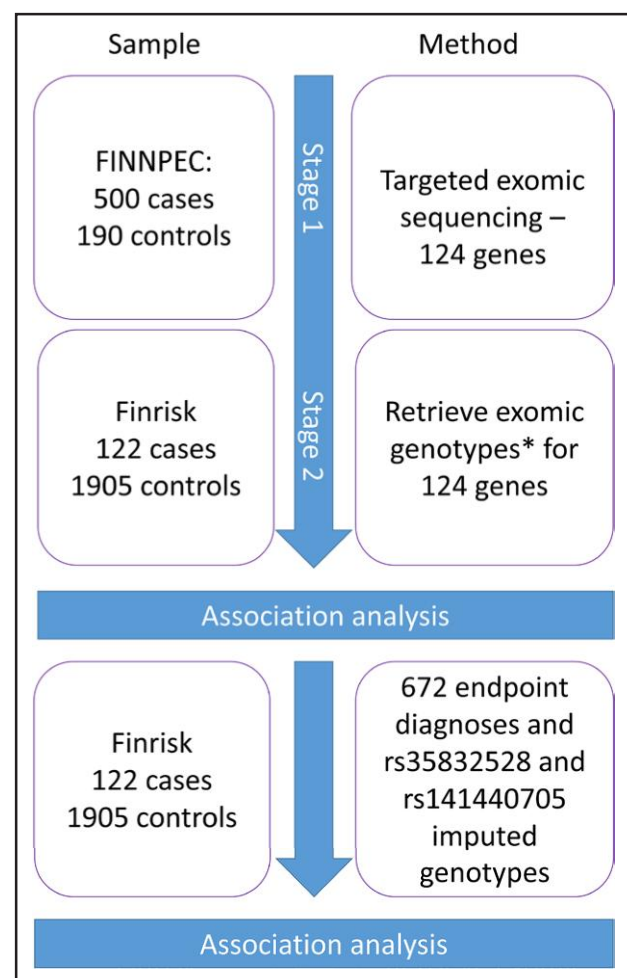 Sample
Method
FINNPEC:
500 cases
190 controls
Stage 1
Targeted exomic
sequencing –
124 genes
Finrisk
122 cases
1905 controls
Stage 2
Retrieve exomic
genotypes* for
124 genes
Association analysis
Finrisk
122 cases
1905 controls
672 endpoint
diagnoses and
rs35832528 and
rs141440705
imputed
genotypes
Association analysis